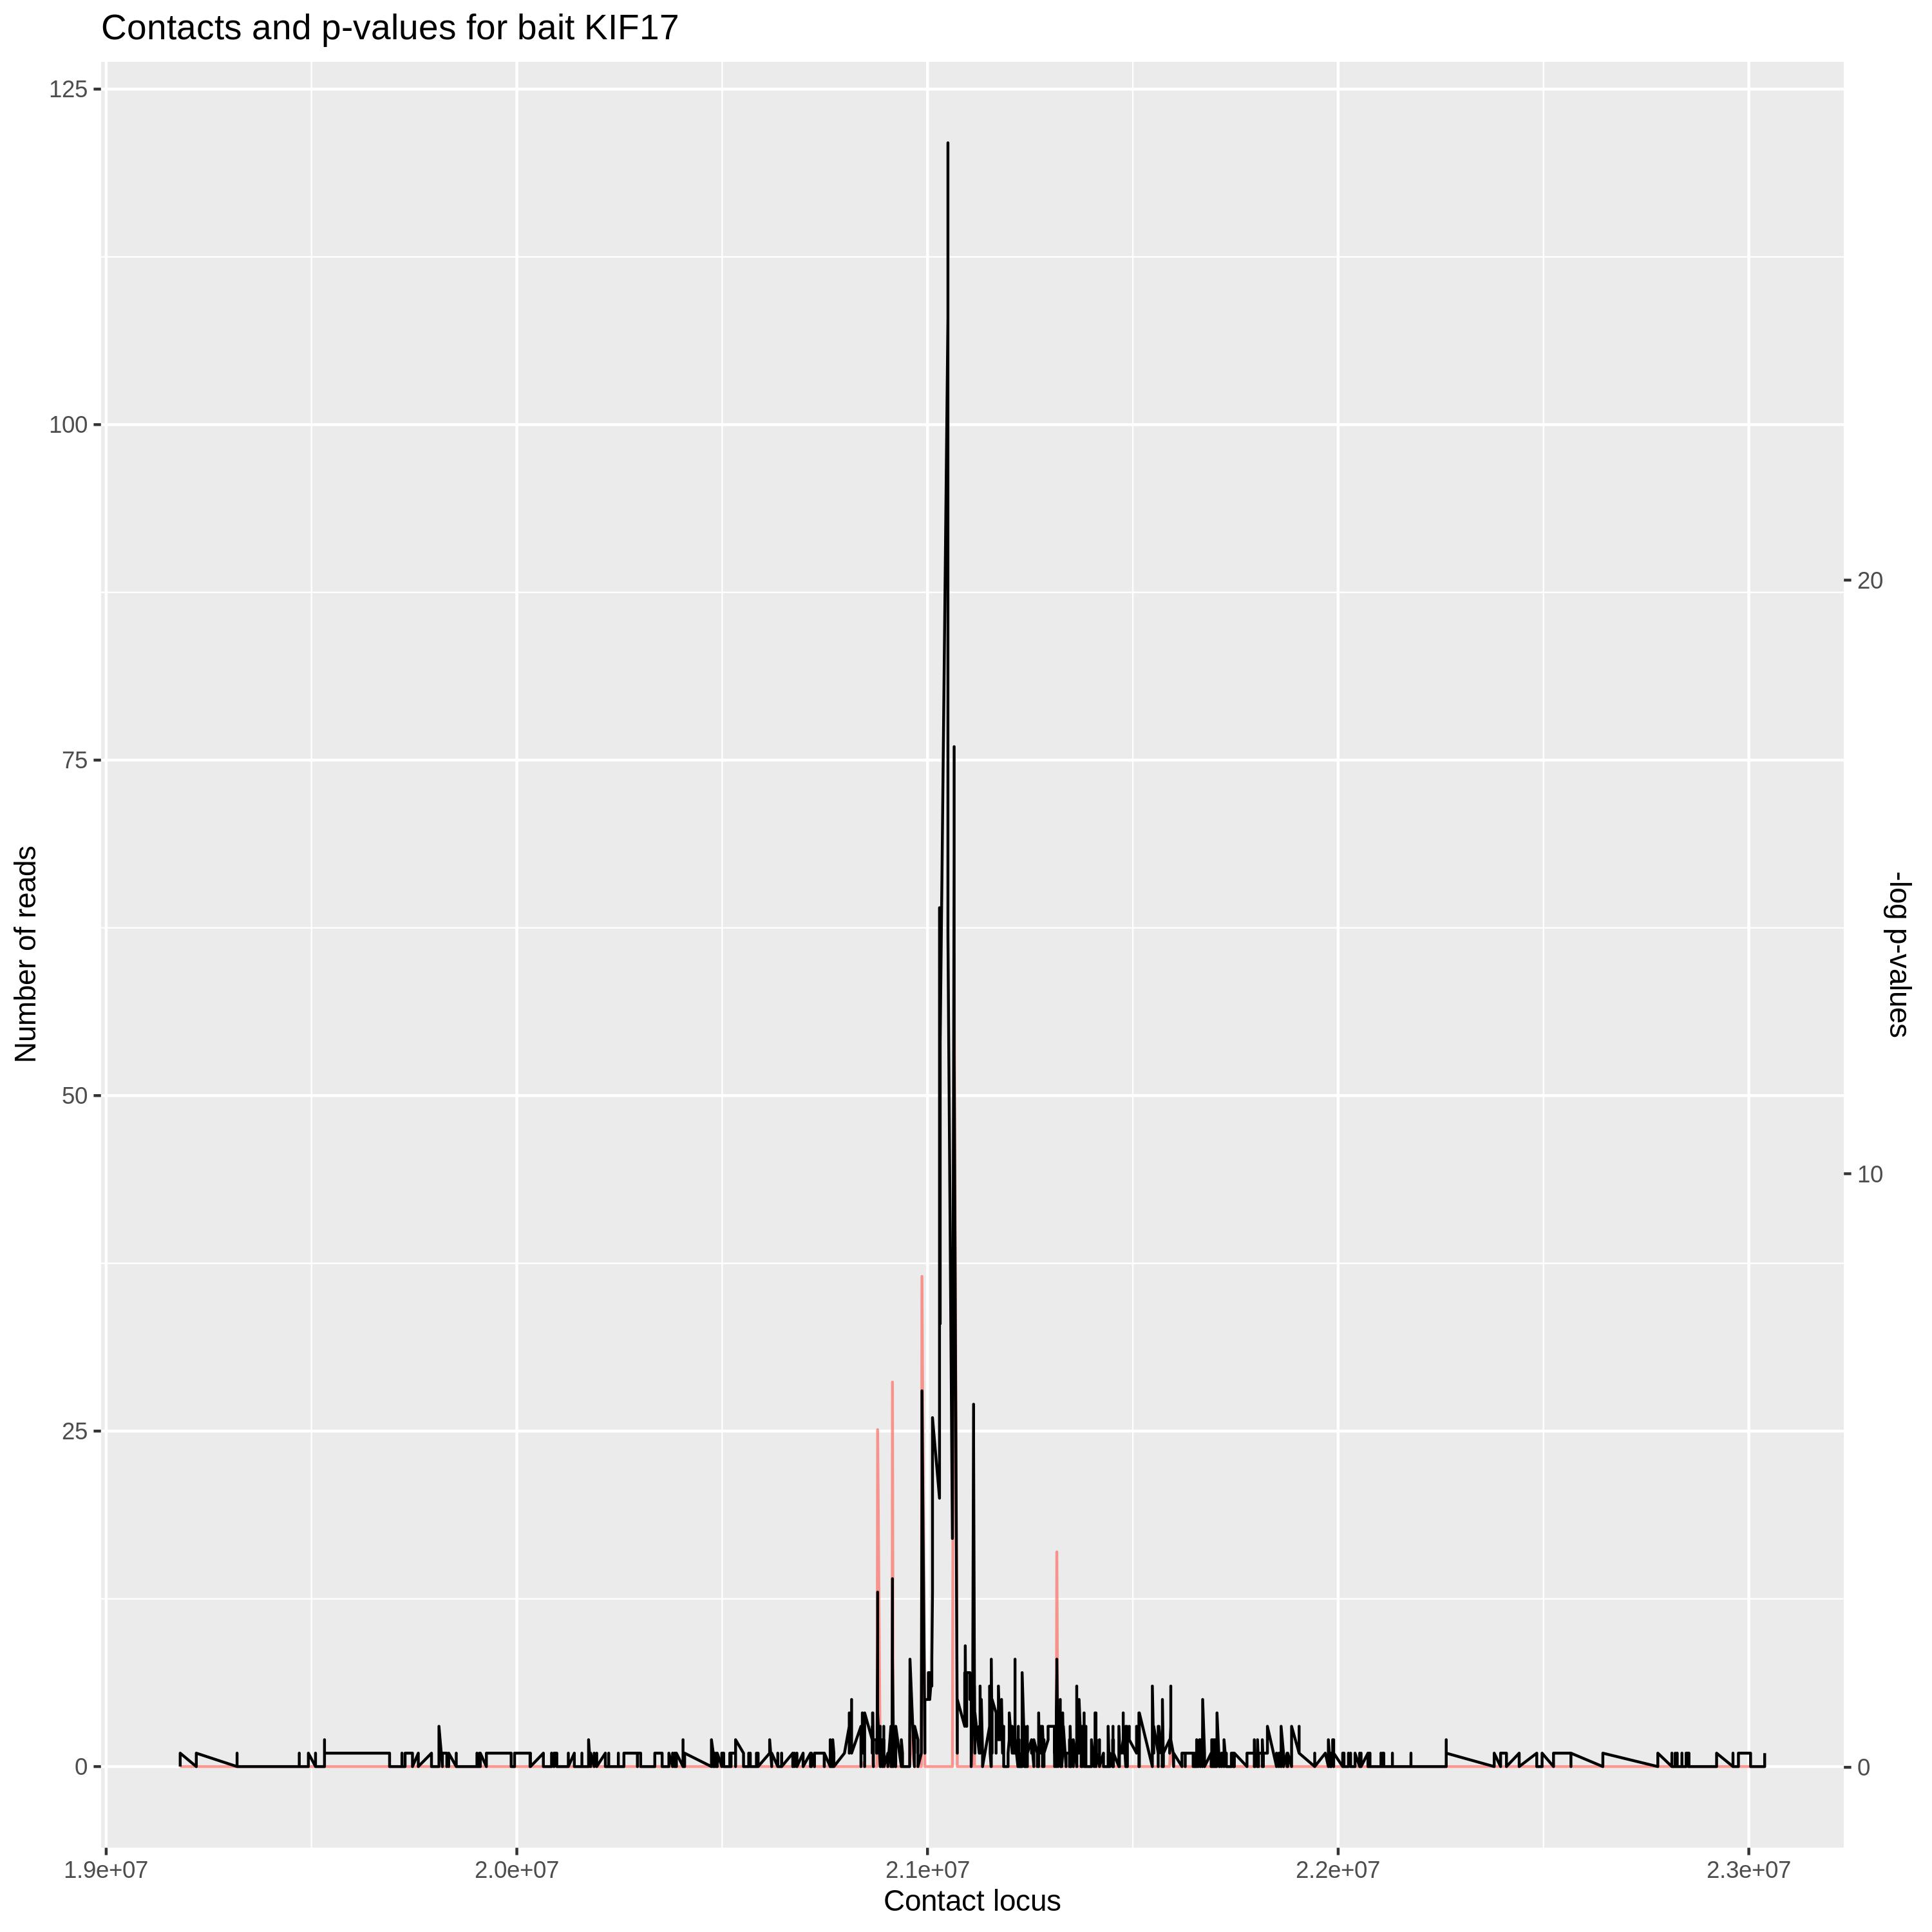 Contacts and p-values for bait KIF17
125
100
75
50
25
0
Number of reads
20
10
0
-log p-values
1.9e+07
2.0e+07
2.1e+07
2.2e+07
2.3e+07
Contact locus